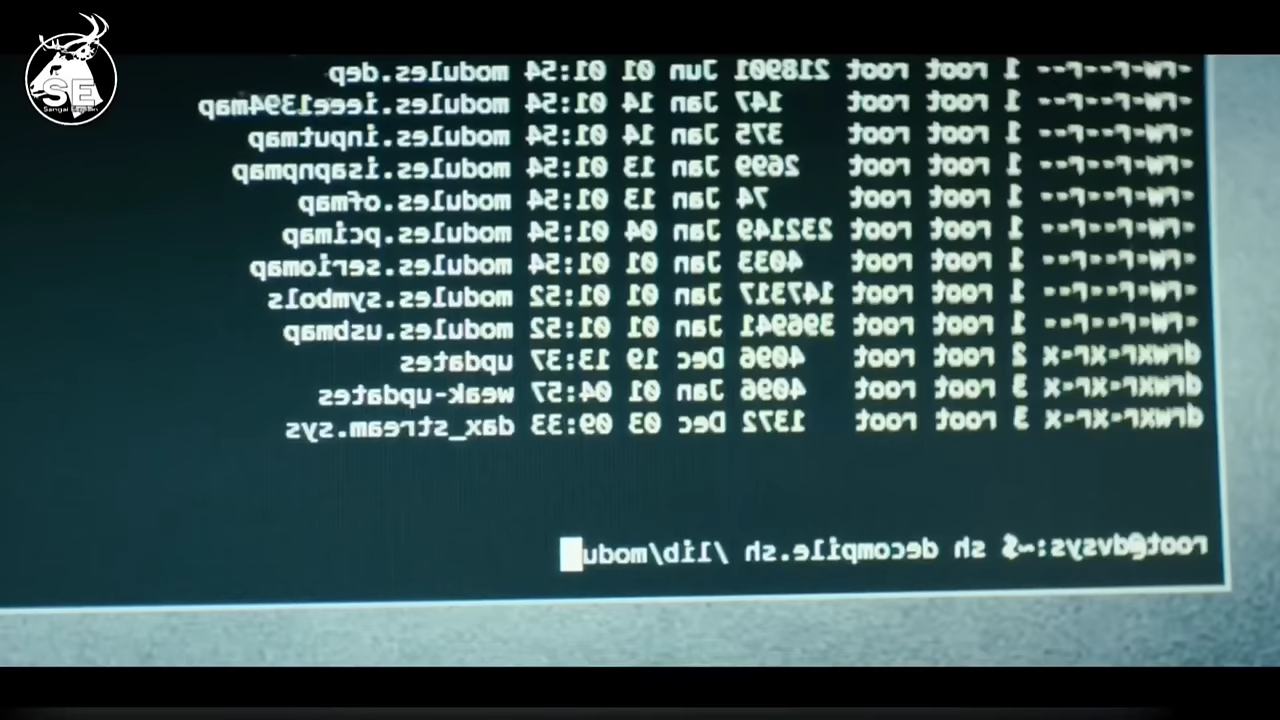 SE
-rw-r--r-- 1 root root 218901 Jun 01 01:54 modules.dep
-rw-r--r-- 1 root root 147 Jan 14 01:54 modules.ieee1394map
-rw-r--r-- 1 root root 375 Jan 14 01:54 modules.inputmap
-rw-r--r-- 1 root root 2699 Jan 13 01:54 modules.isapnpmap
-rw-r--r-- 1 root root 74 Jan 13 01:54 modules.ofmap
-rw-r--r-- 1 root root 232149 Jan 04 01:54 modules.pcimap
-rw-r--r-- 1 root root 4033 Jan 01 01:54 modules.seriomap
-rw-r--r-- 1 root root 147317 Jan 01 01:52 modules.symbols
-rw-r--r-- 1 root root 396941 Jan 01 01:52 modules.usbmap
drwxr-xr-x 2 root root 4096 Dec 19 13:37 updates
drwxr-xr-x 3 root root 4096 Jan 01 04:57 weak-updates
drwxr-xr-x 3 root root 1372 Dec 03 09:33 dax_stream.sys
root@dvsys:~$ sh decompile.sh /lib/modu